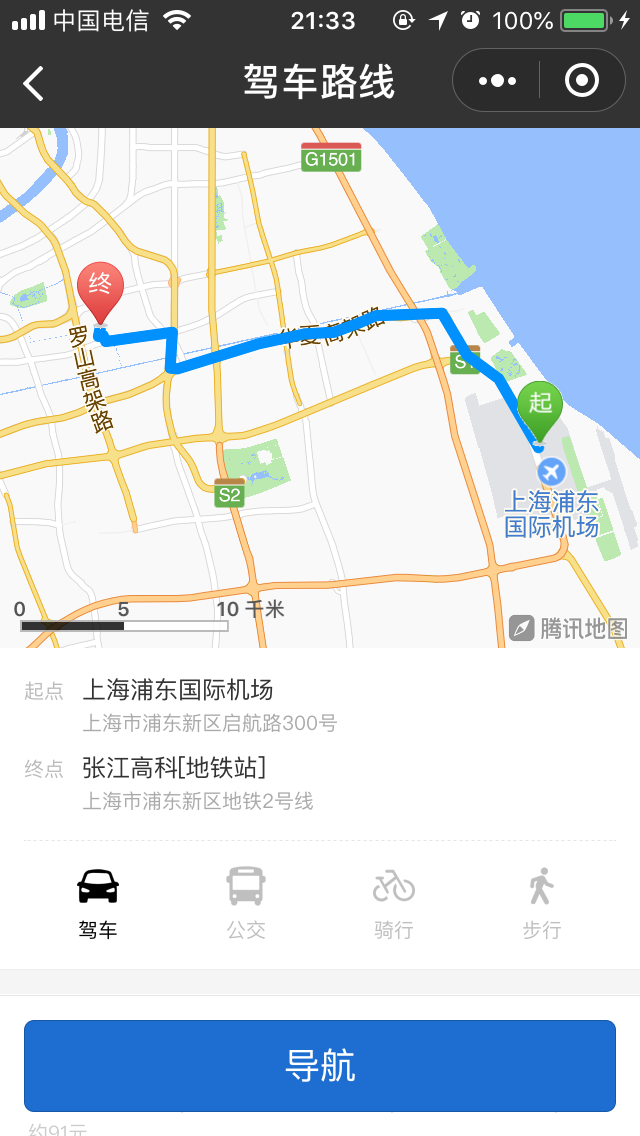 中国电信
21:33
100%
驾车路线
G1501
终
华夏高架路
罗山高架路
S1
起
S2
上海浦东
国际机场
0 5 10 千米
腾讯地图
起点 上海浦东国际机场
上海市浦东新区启航路300号
终点 张江高科[地铁站]
上海市浦东新区地铁2号线
驾车 公交 骑行 步行
导航
约91元